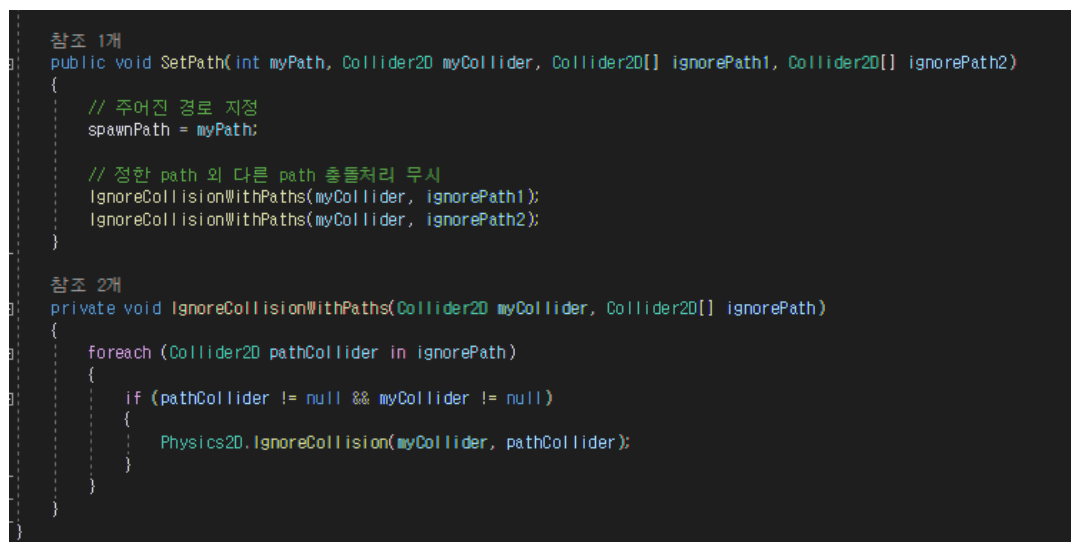 참조 1개
public void SetPath(int myPath, Collider2D myCollider, Collider2D[] ignorePath1, Collider2D[] ignorePath2)
{
// 주어진 경로 지정
spawnPath = myPath;
// 정한 path 외 다른 path 충돌처리 무시
IgnoreCollisionWithPaths(myCollider, ignorePath1);
IgnoreCollisionWithPaths(myCollider, ignorePath2);
}
참조 2개
private void IgnoreCollisionWithPaths(Collider2D myCollider, Collider2D[] ignorePath)
{
foreach (Collider2D pathCollider in ignorePath)
{
if (pathCollider != null && myCollider != null)
{
Physics2D.IgnoreCollision(myCollider, pathCollider);
}
}
}
}